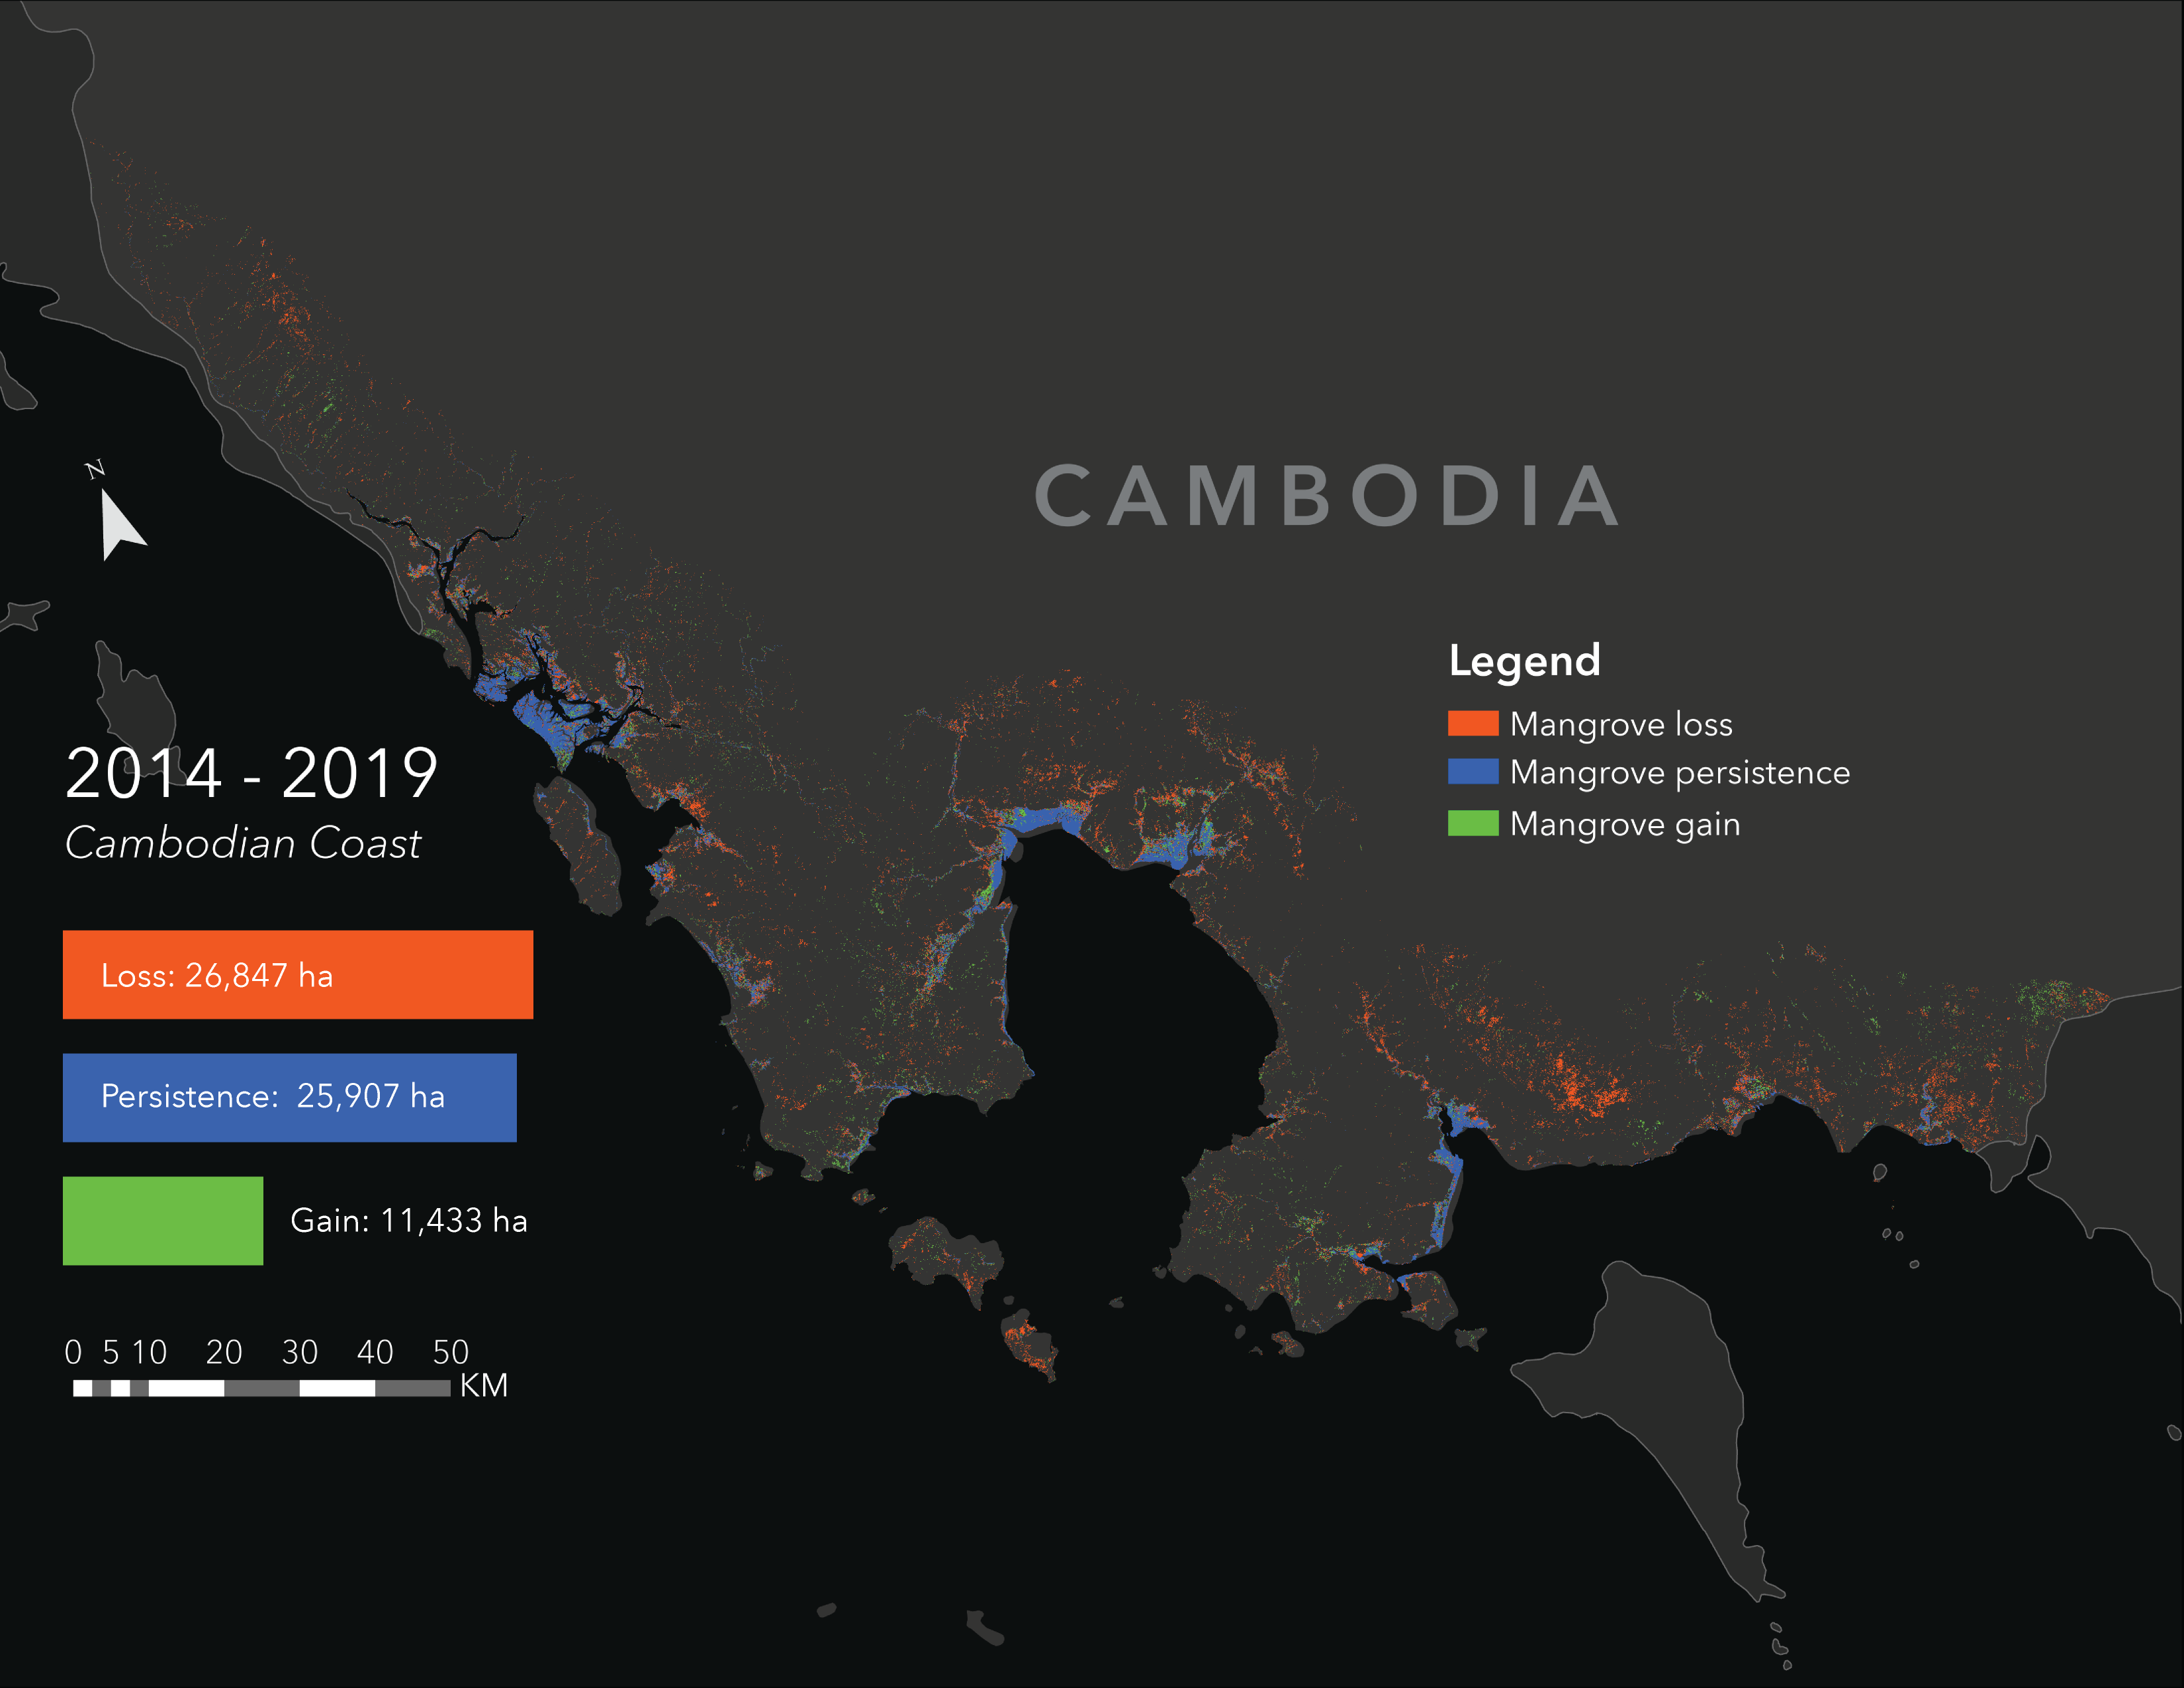 CAMBODIA
N
Legend
Mangrove loss
Mangrove persistence
Mangrove gain
2014 - 2019
Cambodian Coast
Loss: 26,847 ha
Persistence: 25,907 ha
Gain: 11,433 ha
0 5 10 20 30 40 50
KM